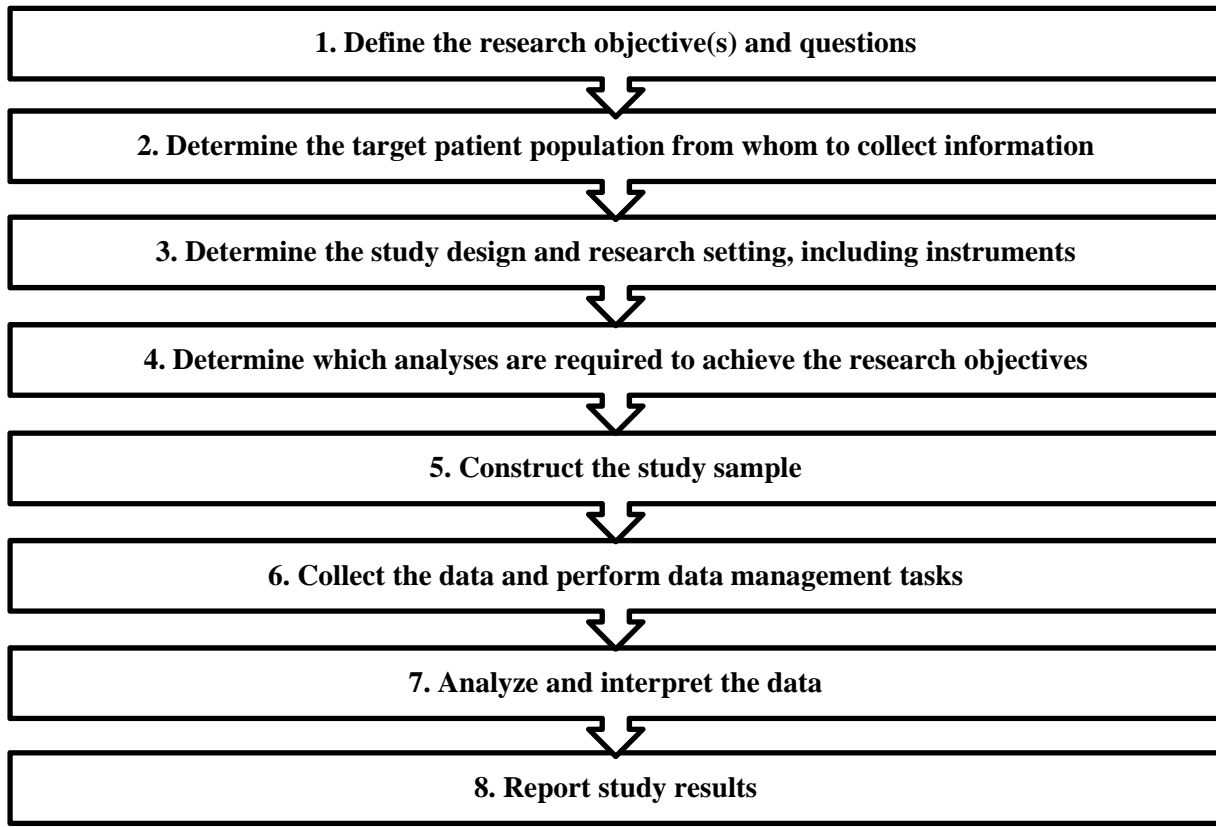 1. Define the research objective(s) and questions
2. Determine the target patient population from whom to collect information
3. Determine the study design and research setting, including instruments
4. Determine which analyses are required to achieve the research objectives
5. Construct the study sample
6. Collect the data and perform data management tasks
7. Analyze and interpret the data
8. Report study results